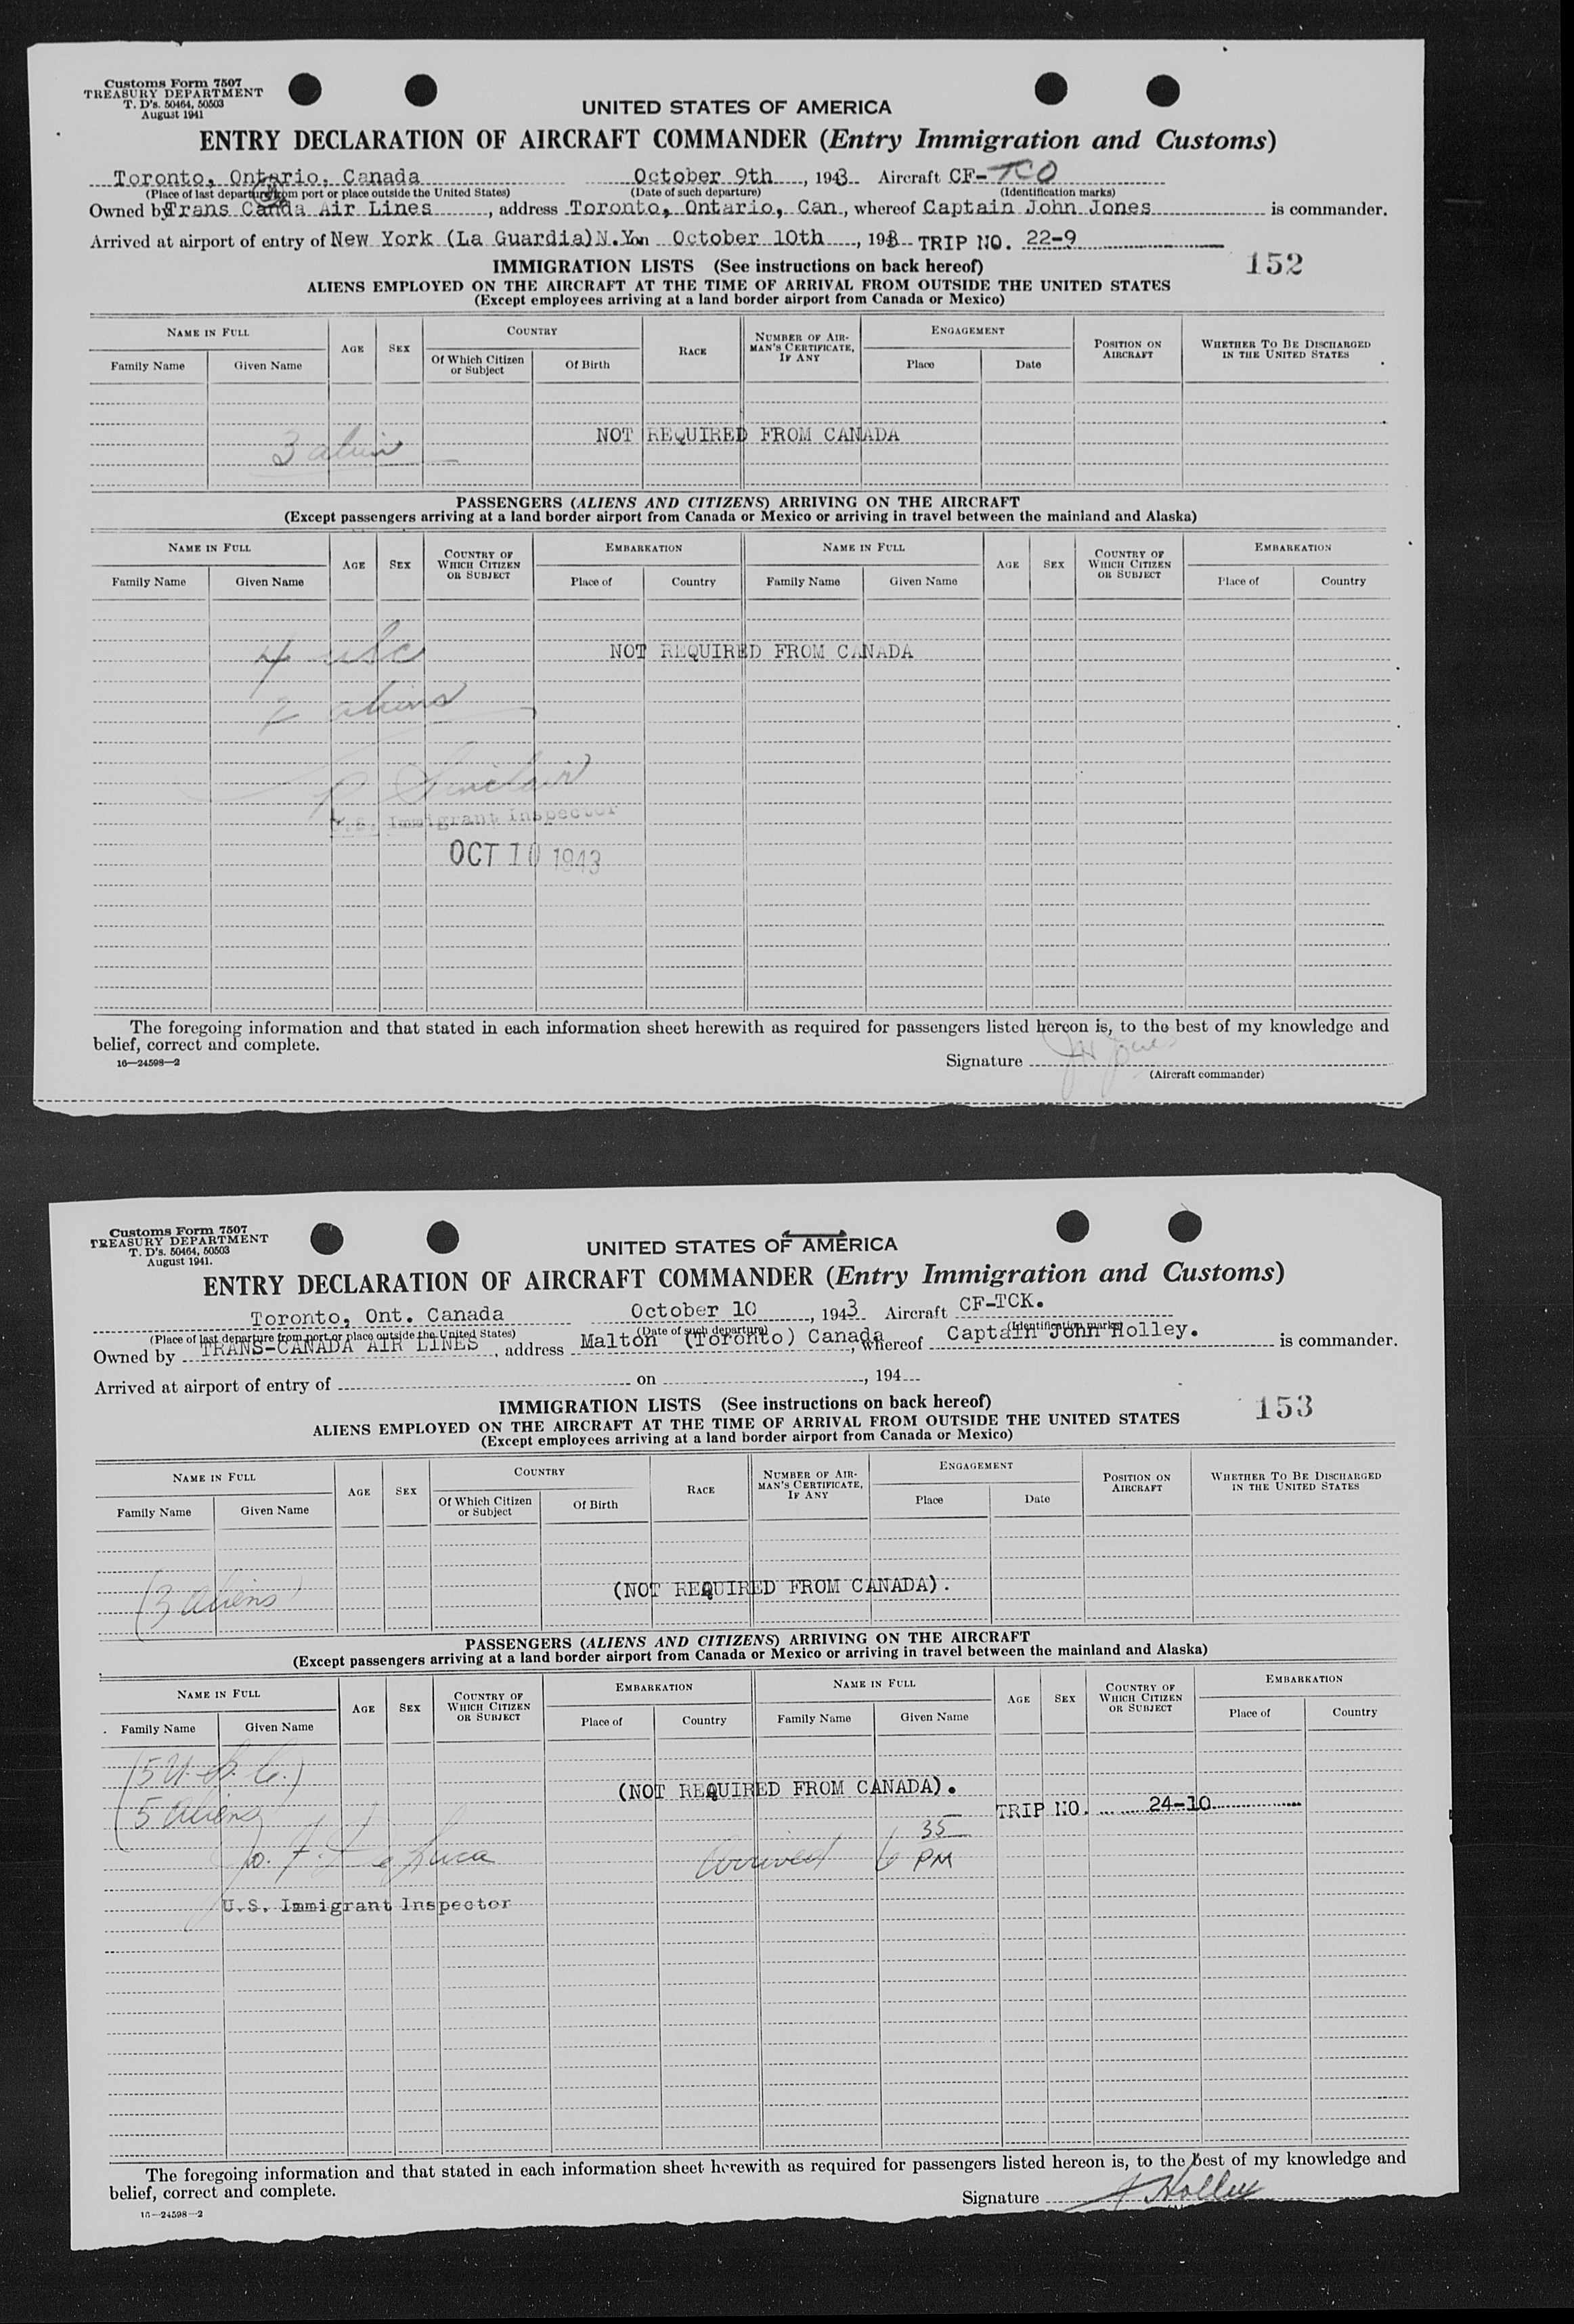 Customs Form 7507
TREASURY DEPARTMENT
T. D's. 50464, 50503
August 1941
UNITED STATES OF AMERICA
ENTRY DECLARATION OF AIRCRAFT COMMANDER (Entry Immigration and Customs)
Toronto, Ontario, Canada October 9th, 1943 Aircraft CF-TCO
(Place of last departure from port or place outside the United States) (Date of such departure) (Identification marks)
Owned by Trans Canda Air Lines, address Toronto, Ontario, Can, whereof Captain John Jones is commander.
Arrived at airport of entry of New York (La Guardia) N.Y. on October 10th, 1943 TRIP NO. 22-9
152
IMMIGRATION LISTS (See instructions on back hereof)
ALIENS EMPLOYED ON THE AIRCRAFT AT THE TIME OF ARRIVAL FROM OUTSIDE THE UNITED STATES
(Except employees arriving at a land border airport from Canada or Mexico)
NAME IN FULL AGE SEX COUNTRY RACE NUMBER OF AIRMAN'S CERTIFICATE, IF ANY ENGAGEMENT POSITION ON AIRCRAFT WHETHER TO BE DISCHARGED IN THE UNITED STATES
Family Name Given Name Of Which Citizen or Subject Of Birth Place Date
NOT REQUIRED FROM CANADA
3 alien
PASSENGERS (ALIENS AND CITIZENS) ARRIVING ON THE AIRCRAFT
(Except passengers arriving at a land border airport from Canada or Mexico or arriving in travel between the mainland and Alaska)
NAME IN FULL AGE SEX COUNTRY OF WHICH CITIZEN OR SUBJECT EMBARKATION NAME IN FULL AGE SEX COUNTRY OF WHICH CITIZEN OR SUBJECT EMBARKATION
Family Name Given Name Place of Country Family Name Given Name Place of Country
4 usc NOT REQUIRED FROM CANADA
aliens
R Sinclair
U.S. Immigrant Inspector
OCT 10 1943
The foregoing information and that stated in each information sheet herewith as required for passengers listed hereon is, to the best of my knowledge and
belief, correct and complete.
16—24598—2
Signature Jones
(Aircraft commander)
Customs Form 7507
TREASURY DEPARTMENT
T. D's. 50464, 50503
August 1941.
UNITED STATES OF AMERICA
ENTRY DECLARATION OF AIRCRAFT COMMANDER (Entry Immigration and Customs)
Toronto, Ont. Canada October 10, 1943 Aircraft CF-TCK.
(Place of last departure from port or place outside the United States) (Date of such departure) (Identification marks)
Owned by TRANS-CANADA AIR LINES, address Malton (Toronto) Canada, whereof Captain John Holley. is commander.
Arrived at airport of entry of on , 194
153
IMMIGRATION LISTS (See instructions on back hereof)
ALIENS EMPLOYED ON THE AIRCRAFT AT THE TIME OF ARRIVAL FROM OUTSIDE THE UNITED STATES
(Except employees arriving at a land border airport from Canada or Mexico)
NAME IN FULL AGE SEX COUNTRY RACE NUMBER OF AIRMAN'S CERTIFICATE, IF ANY ENGAGEMENT POSITION ON AIRCRAFT WHETHER TO BE DISCHARGED IN THE UNITED STATES
Family Name Given Name Of Which Citizen or Subject Of Birth Place Date
(3 aliens) (NOT REQUIRED FROM CANADA).
PASSENGERS (ALIENS AND CITIZENS) ARRIVING ON THE AIRCRAFT
(Except passengers arriving at a land border airport from Canada or Mexico or arriving in travel between the mainland and Alaska)
NAME IN FULL AGE SEX COUNTRY OF WHICH CITIZEN OR SUBJECT EMBARKATION NAME IN FULL AGE SEX COUNTRY OF WHICH CITIZEN OR SUBJECT EMBARKATION
Family Name Given Name Place of Country Family Name Given Name Place of Country
(5 U.S.C.) (NOT REQUIRED FROM CANADA).
(5 Aliens) TRIP NO. 24-10
Arrived 6 35 PM
U.S. Immigrant Inspector
The foregoing information and that stated in each information sheet herewith as required for passengers listed hereon is, to the best of my knowledge and
belief, correct and complete.
16—24598—2
Signature J Holley